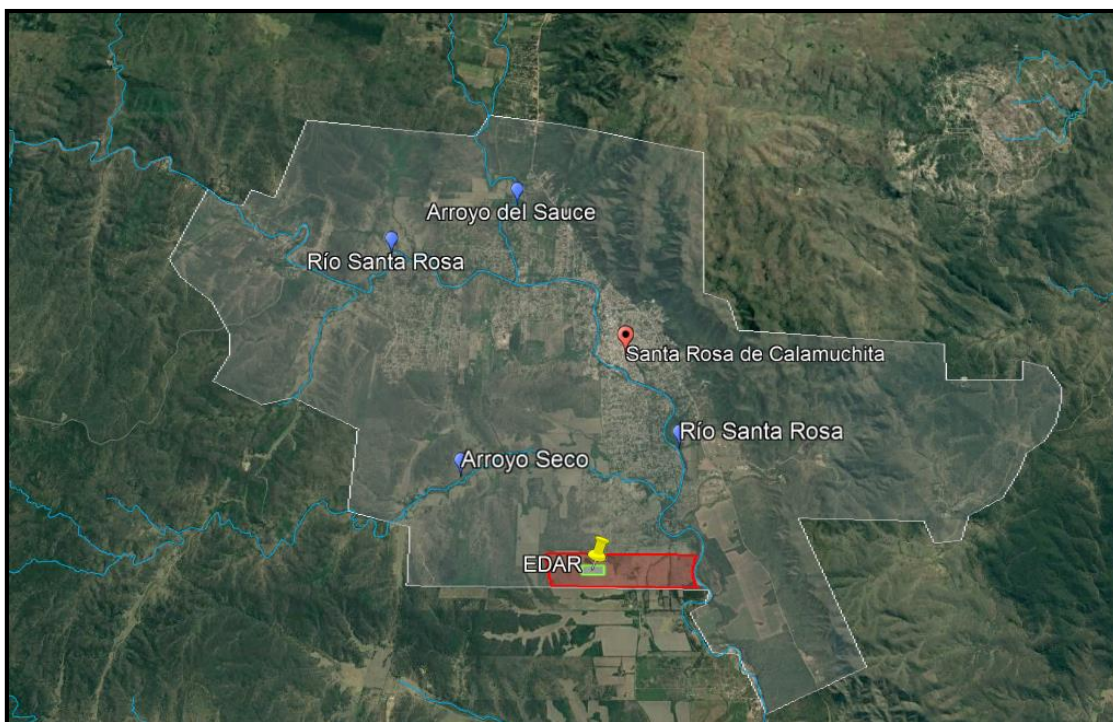 Arroyo del Sauce
Río Santa Rosa
Santa Rosa de Calamuchita
Río Santa Rosa
Arroyo Seco
EDAR